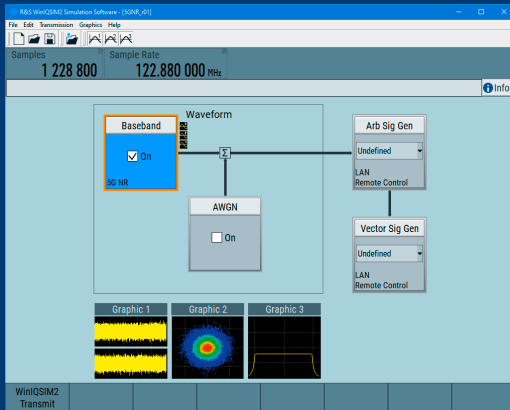 R&S WinIQSIM2 Simulation Software - [5GNR_r01]
File Edit Transmission Graphics Help
Samples
1 228 800
Sample Rate
122.880 000 MHz
Info
Waveform
Baseband
On
5G NR
Σ
AWGN
On
Arb Sig Gen
Undefined
LAN
Remote Control
Vector Sig Gen
Undefined
LAN
Remote Control
Graphic 1
Graphic 2
Graphic 3
WinIQSIM2
Transmit